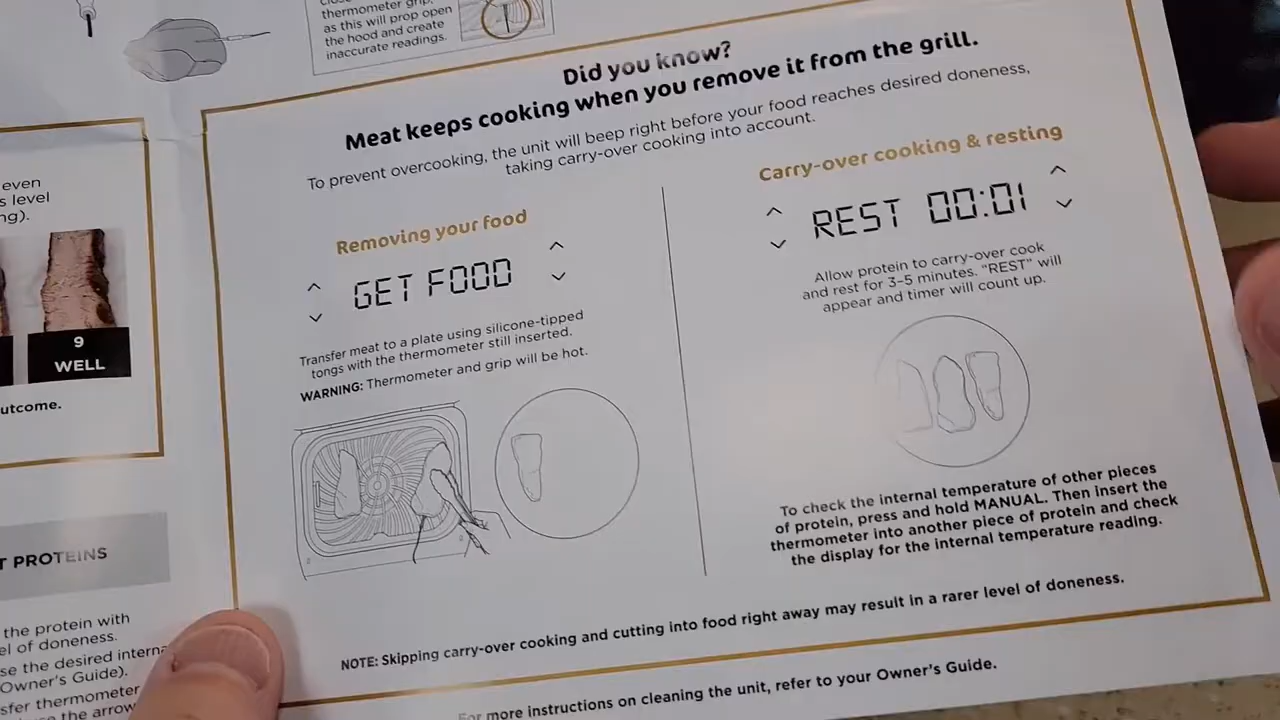 thermometer grip,
as this will prop open
the hood and create
inaccurate readings.
Did you know?
Meat keeps cooking when you remove it from the grill.
To prevent overcooking, the unit will beep right before your food reaches desired doneness,
taking carry-over cooking into account.
even
s level
ng).
9
WELL
utcome.
Removing your food
GET FOOD
Transfer meat to a plate using silicone-tipped
tongs with the thermometer still inserted.
WARNING: Thermometer and grip will be hot.
Carry-over cooking & resting
REST 00:01
Allow protein to carry-over cook
and rest for 3–5 minutes. "REST" will
appear and timer will count up.
To check the internal temperature of other pieces
of protein, press and hold MANUAL. Then insert the
thermometer into another piece of protein and check
the display for the internal temperature reading.
NOTE: Skipping carry-over cooking and cutting into food right away may result in a rarer level of doneness.
T PROTEINS
the protein with
el of doneness.
se the desired interna
Owner's Guide).
sfer thermometer
the arrow
For more instructions on cleaning the unit, refer to your Owner's Guide.